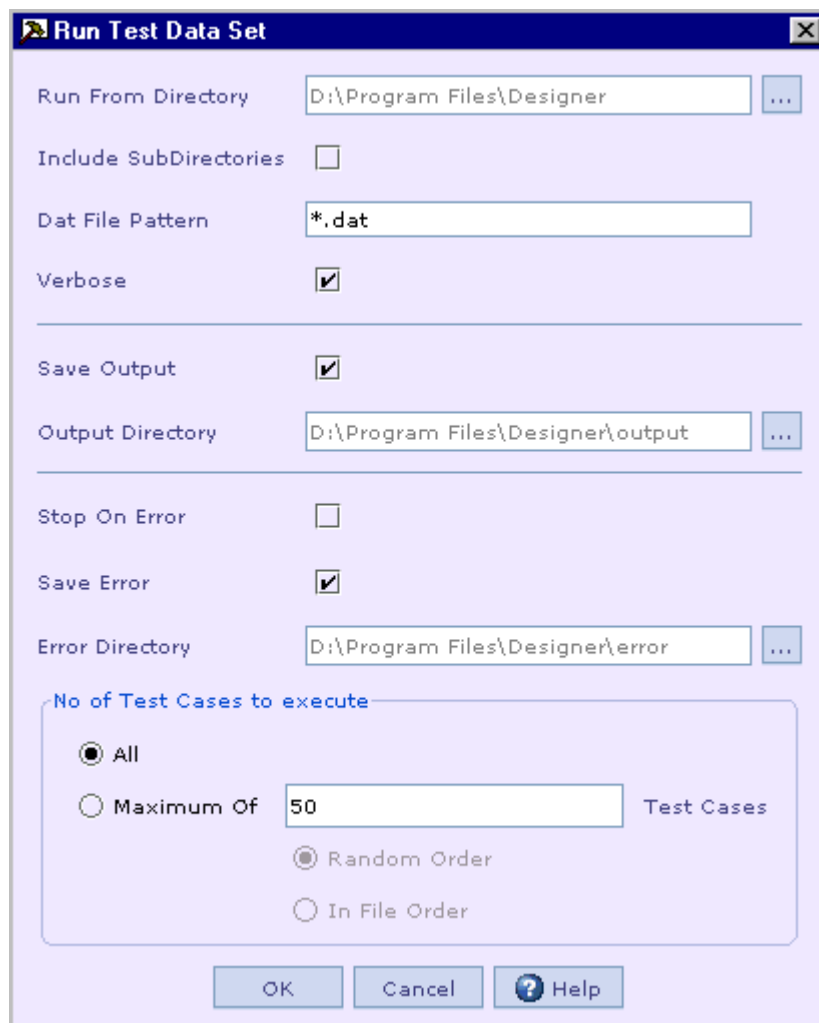 Run Test Data Set
Run From Directory D:\Program Files\Designer ...
Include SubDirectories
Dat File Pattern *.dat
Verbose
Save Output
Output Directory D:\Program Files\Designer\output ...
Stop On Error
Save Error
Error Directory D:\Program Files\Designer\error ...
No of Test Cases to execute
All
Maximum Of 50 Test Cases
Random Order
In File Order
OK Cancel ? Help